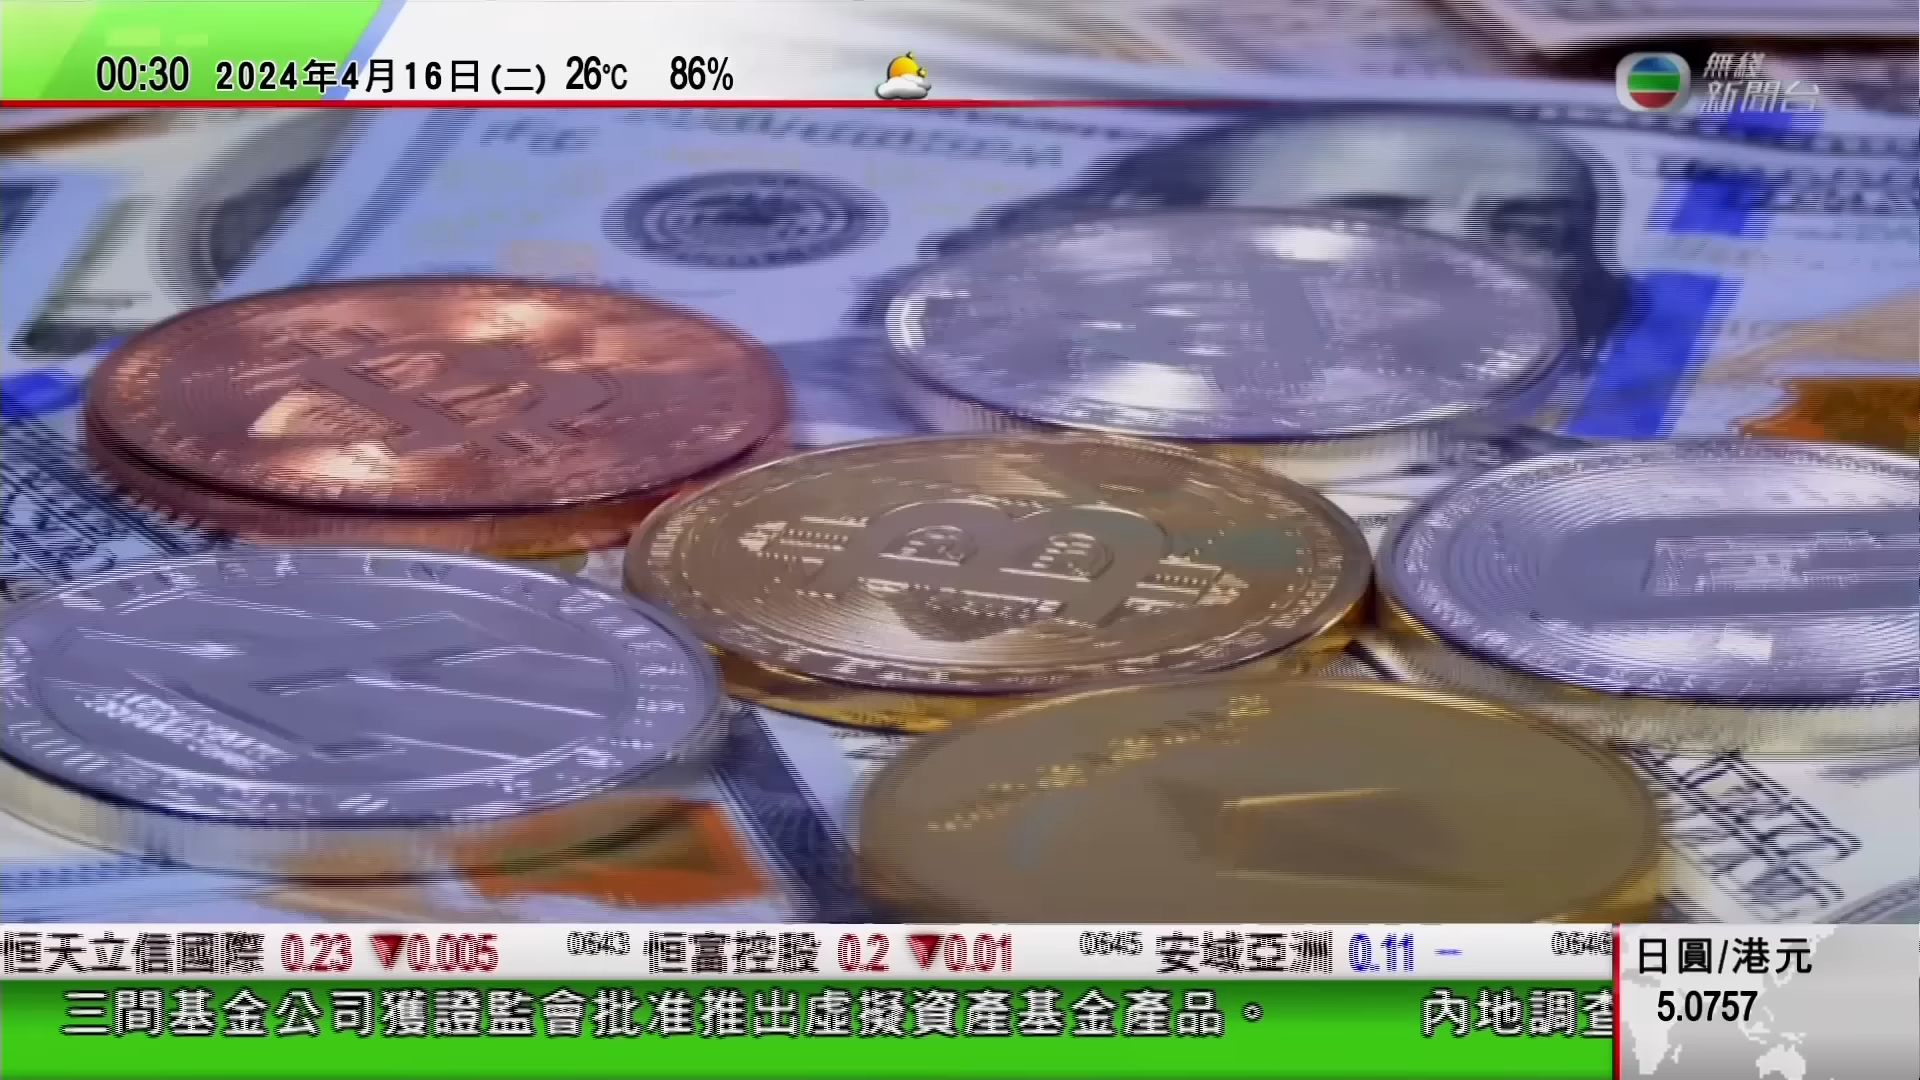 00:30 2024年4月16日(二) 26℃ 86%
無綫
新聞台
恒天立信國際 0.23 ▼0.005 0643 恒富控股 0.2 ▼0.01 0645 安域亞洲 0.11 – 0646
三間基金公司獲證監會批准推出虛擬資產基金產品。 內地調查
日圓/港元
5.0757